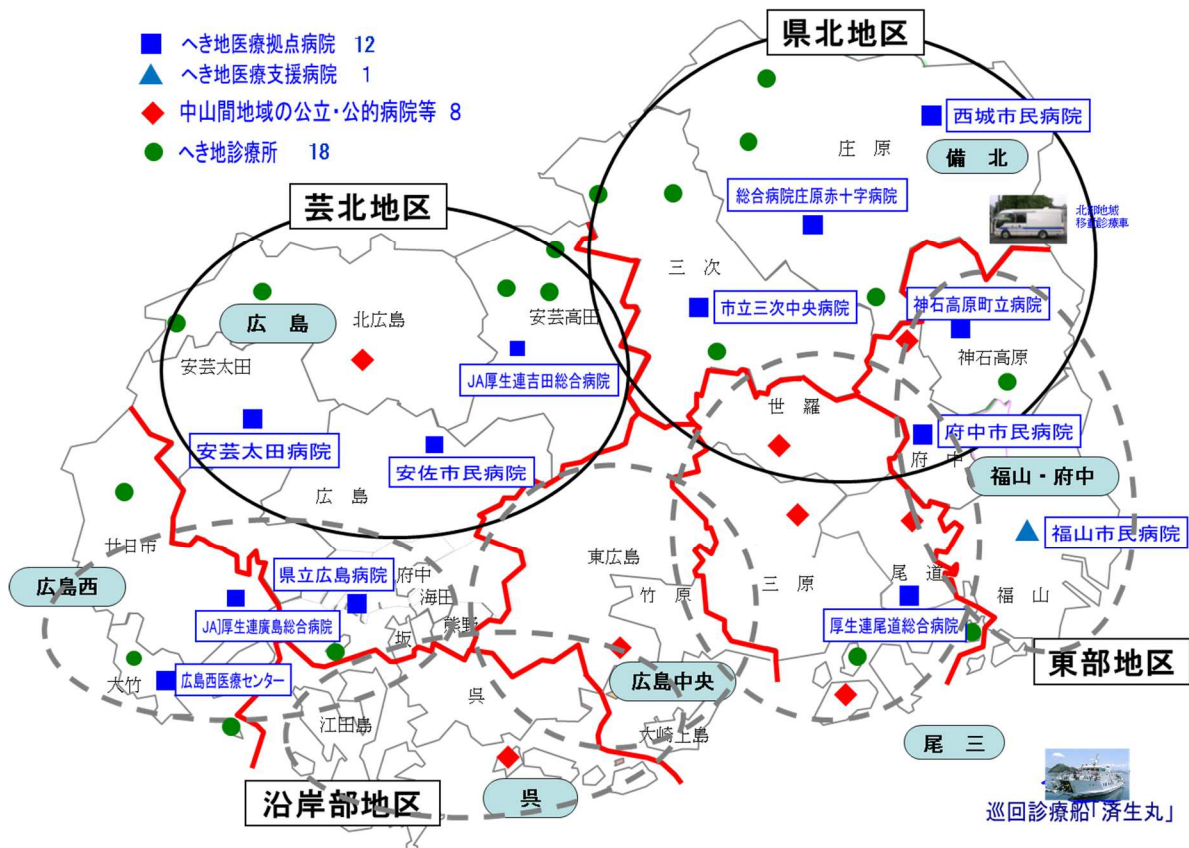 へき地医療拠点病院 12
へき地医療支援病院 1
中山間地域の公立・公的病院等 8
へき地診療所 18
県北地区
西城市民病院
庄原
備北
総合病院庄原赤十字病院
北部地域
移動診療車
芸北地区
三次
市立三次中央病院
神石高原町立病院
神石高原
広島
北広島
安芸高田
安芸太田
JA厚生連吉田総合病院
世羅
安芸太田病院
安佐市民病院
府中市民病院
府中
福山・府中
広島
福山市民病院
廿日市
東広島
広島西
県立広島病院
府中
海田
竹原
三原
尾道
福山
JA]厚生連廣島総合病院
坂
熊野
厚生連尾道総合病院
東部地区
大竹
広島西医療センター
呉
広島中央
江田島
大崎上島
尾三
沿岸部地区
呉
巡回診療船「済生丸」